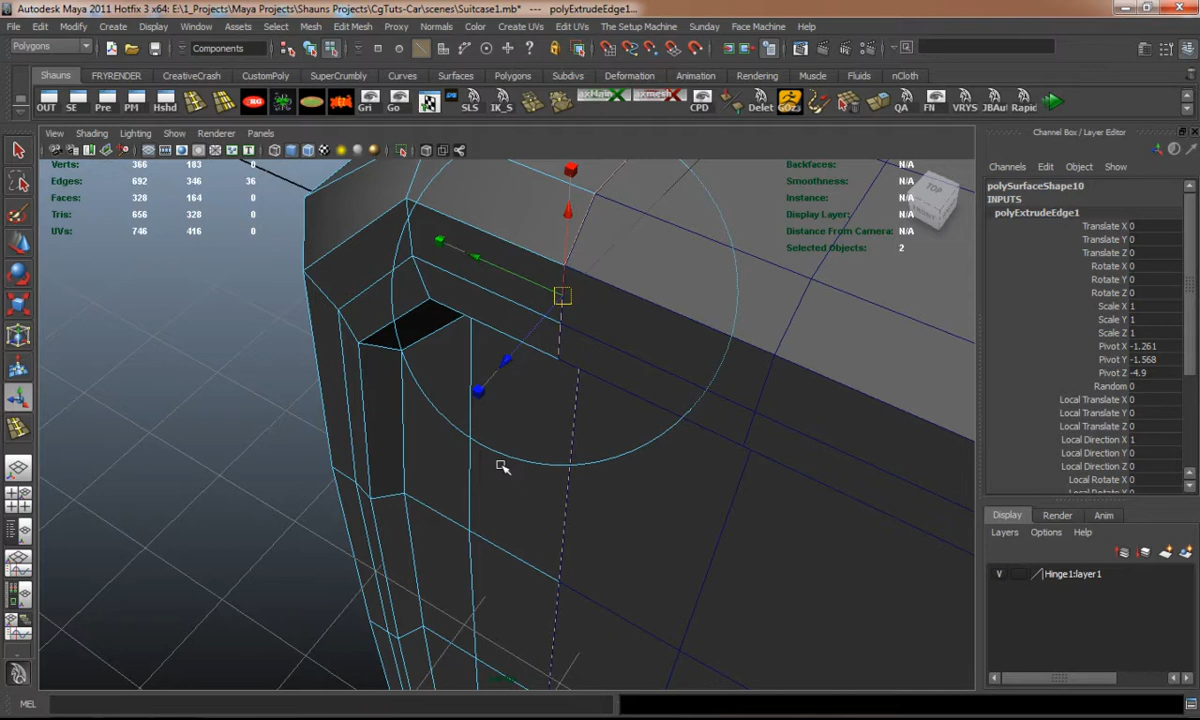 Autodesk Maya 2011 Hotfix 3 x64: E:\1_Projects\Maya Projects\Shauns Projects\CgTuts-Car\scenes\Suitcase1.mb* --- polyExtrudeEdge1...
File Edit Modify Create Display Window Assets Select Mesh Edit Mesh Proxy Normals Color Create UVs Edit UVs The Setup Machine Sunday Face Machine Help
Polygons Components
Shauns FRYRENDER CreativeCrash CustomPoly SuperCrumbly Curves Surfaces Polygons Subdivs Deformation Animation Rendering Muscle Fluids nCloth
OUT SE Pre PM Hshd Gri Go SLS IK_S CPD Delet GOZ QA FN VRYS JBAut Rapic
View Shading Lighting Show Renderer Panels
Channel Box / Layer Editor
Channels Edit Object Show
Verts: 366 183 0
Edges: 692 346 36
Faces: 328 164 0
Tris: 656 328 0
UVs: 746 416 0
Backfaces: N/A
Smoothness: N/A
Instance: N/A
Display Layer: N/A
Distance From Camera: N/A
Selected Objects: 2
TOP
polySurfaceShape10
INPUTS
polyExtrudeEdge1
Translate X 0
Translate Y 0
Translate Z 0
Rotate X 0
Rotate Y 0
Rotate Z 0
Scale X 1
Scale Y 1
Scale Z 1
Pivot X -1.261
Pivot Y -1.568
Pivot Z -4.9
Random 0
Local Translate X 0
Local Translate Y 0
Local Translate Z 0
Local Direction X 1
Local Direction Y 0
Local Direction Z 0
Local Rotate X 0
Display Render Anim
Layers Options Help
V Hinge1:layer1
MEL